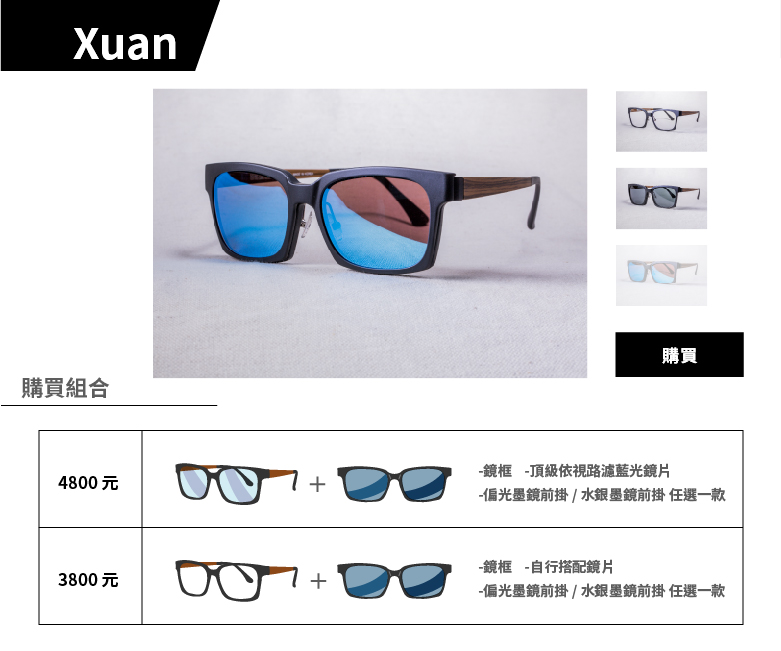 Xuan
購買
購買組合
4800 元
-鏡框 -頂級依視路濾藍光鏡片
-偏光墨鏡前掛 / 水銀墨鏡前掛 任選一款
3800 元
-鏡框 -自行搭配鏡片
-偏光墨鏡前掛 / 水銀墨鏡前掛 任選一款